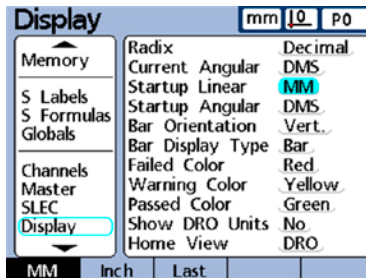 Display
mm 0 P0
Memory
S Labels
S Formulas
Globals
Channels
Master
SLEC
Display
Radix Decimal
Current Angular DMS
Startup Linear MM
Startup Angular DMS
Bar Orientation Vert.
Bar Display Type Bar
Failed Color Red
Warning Color Yellow
Passed Color Green
Show DRO Units No
Home View DRO
MM Inch Last